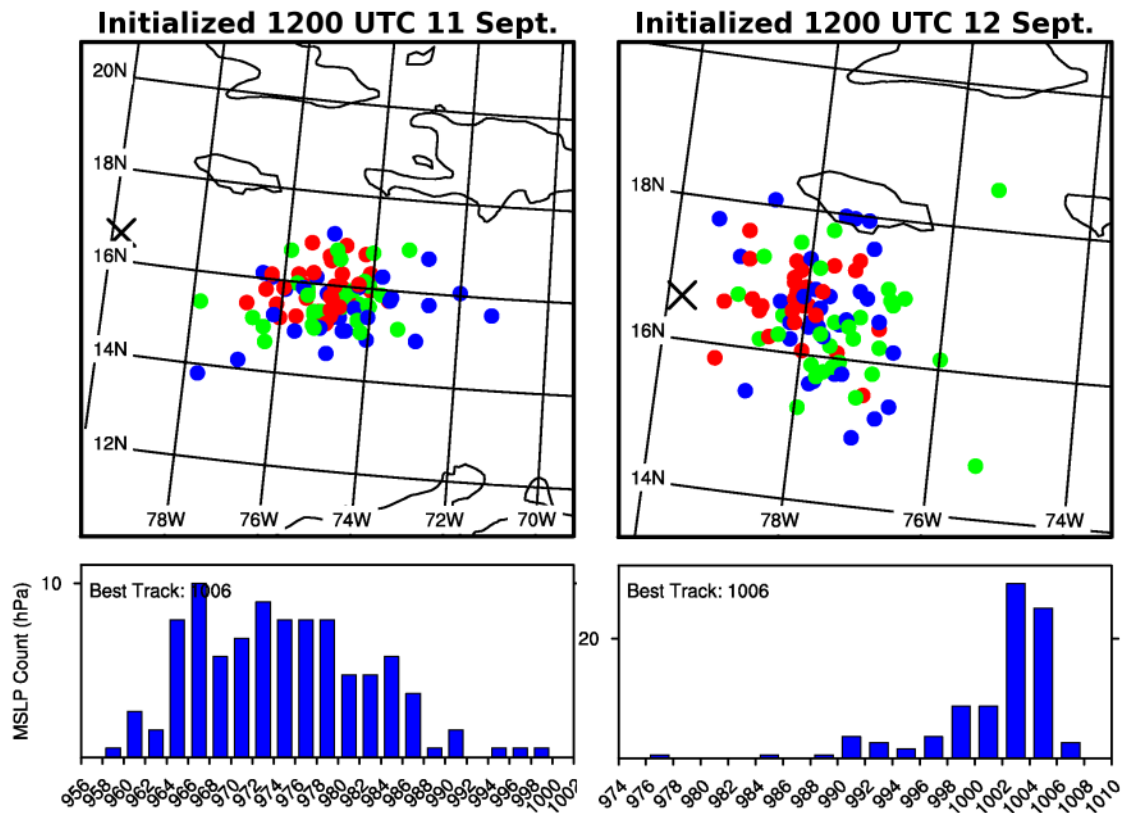 Initialized 1200 UTC 11 Sept.
Initialized 1200 UTC 12 Sept.
20N
18N
16N
14N
12N
78W 76W 74W 72W 70W
18N
16N
14N
78W 76W 74W
MSLP Count (hPa)
10
Best Track: 1006
956 958 960 962 964 966 968 970 972 974 976 978 980 982 984 986 988 990 992 994 996 998 1000 1002
20
Best Track: 1006
974 976 978 980 982 984 986 988 990 992 994 996 998 1000 1002 1004 1006 1008 1010